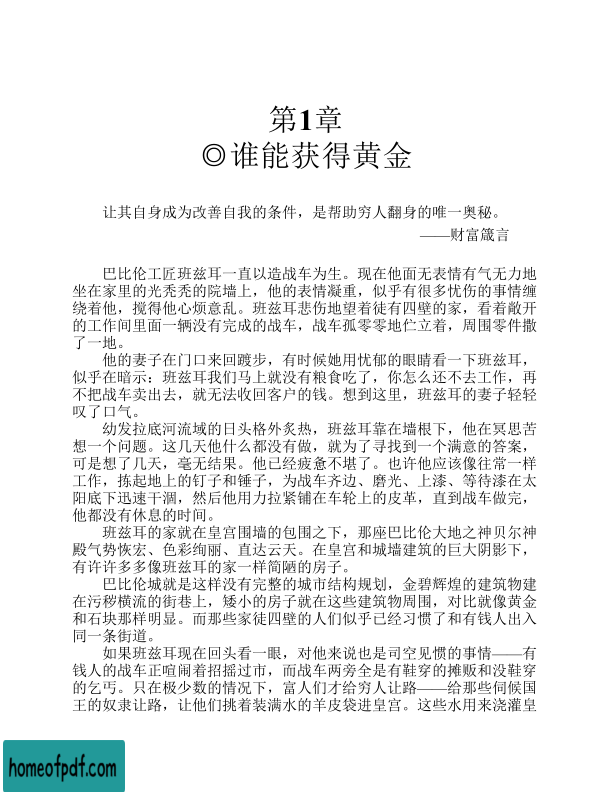 第1章
◎谁能获得黄金
让其自身成为改善自我的条件，是帮助穷人翻身的唯一奥秘。
——财富箴言
巴比伦工匠班兹耳一直以造战车为生。现在他面无表情有气无力地
坐在家里的光秃秃的院墙上，他的表情凝重，似乎有很多忧伤的事情缠
绕着他，搅得他心烦意乱。班兹耳悲伤地望着徒有四壁的家，看着敞开
的工作间里面一辆没有完成的战车，战车孤零零地伫立着，周围零件撒
了一地。
他的妻子在门口来回踱步，有时候她用忧郁的眼睛看一下班兹耳，
似乎在暗示：班兹耳我们马上就没有粮食吃了，你怎么还不去工作，再
不把战车卖出去，就无法收回客户的钱。想到这里，班兹耳的妻子轻轻
叹了口气。
幼发拉底河流域的日头格外炙热，班兹耳靠在墙根下，他在冥思苦
想一个问题。这几天他什么都没有做，就为了寻找到一个满意的答案，
可是想了几天，毫无结果。他已经疲惫不堪了。也许他应该像往常一样
工作，拣起地上的钉子和锤子，为战车齐边、磨光、上漆、等待漆在太
阳底下迅速干涸，然后他用力拉紧铺在车轮上的皮革，直到战车做完，
他都没有休息的时间。
班兹耳的家就在皇宫围墙的包围之下，那座巴比伦大地之神贝尔神
殿气势恢宏、色彩绚丽、直达云天。在皇宫和城墙建筑的巨大阴影下，
有许许多多像班兹耳的家一样简陋的房子。
巴比伦城就是这样没有完整的城市结构规划，金碧辉煌的建筑物建
在污秽横流的街巷上，矮小的房子就在这些建筑物周围，对比就像黄金
和石块那样明显。而那些家徒四壁的人们似乎已经习惯了和有钱人出入
同一条街道。
如果班兹耳现在回头看一眼，对他来说也是司空见惯的事情——有
钱人的战车正喧闹着招摇过市，而战车两旁全是有鞋穿的摊贩和没鞋穿
的乞丐。只在极少数的情况下，富人们才给穷人让路——给那些伺候国
王的奴隶让路，让他们挑着装满水的羊皮袋进皇宫。这些水用来浇灌皇
homeofpdf.com